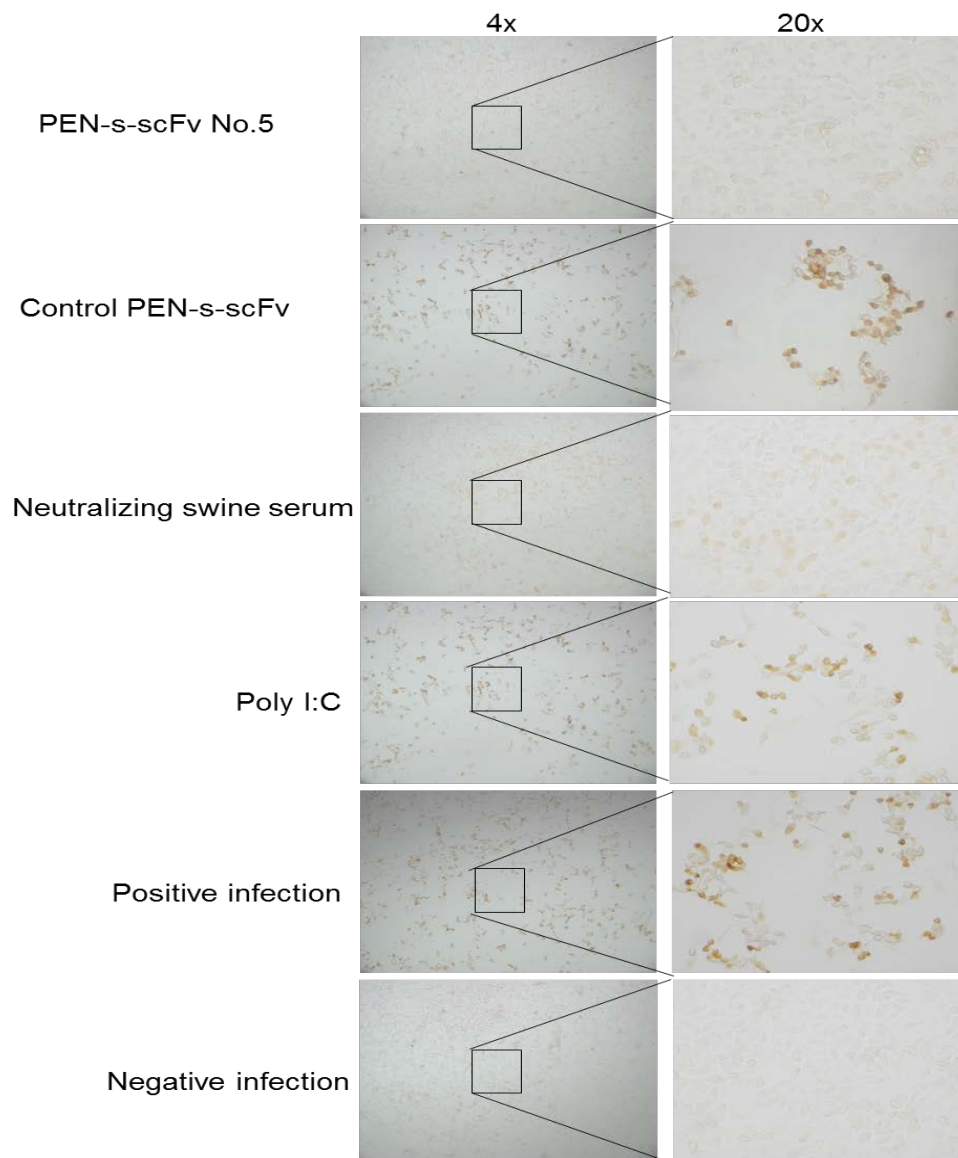 4x 20x
PEN-s-scFv No.5
Control PEN-s-scFv
Neutralizing swine serum
Poly I:C
Positive infection
Negative infection